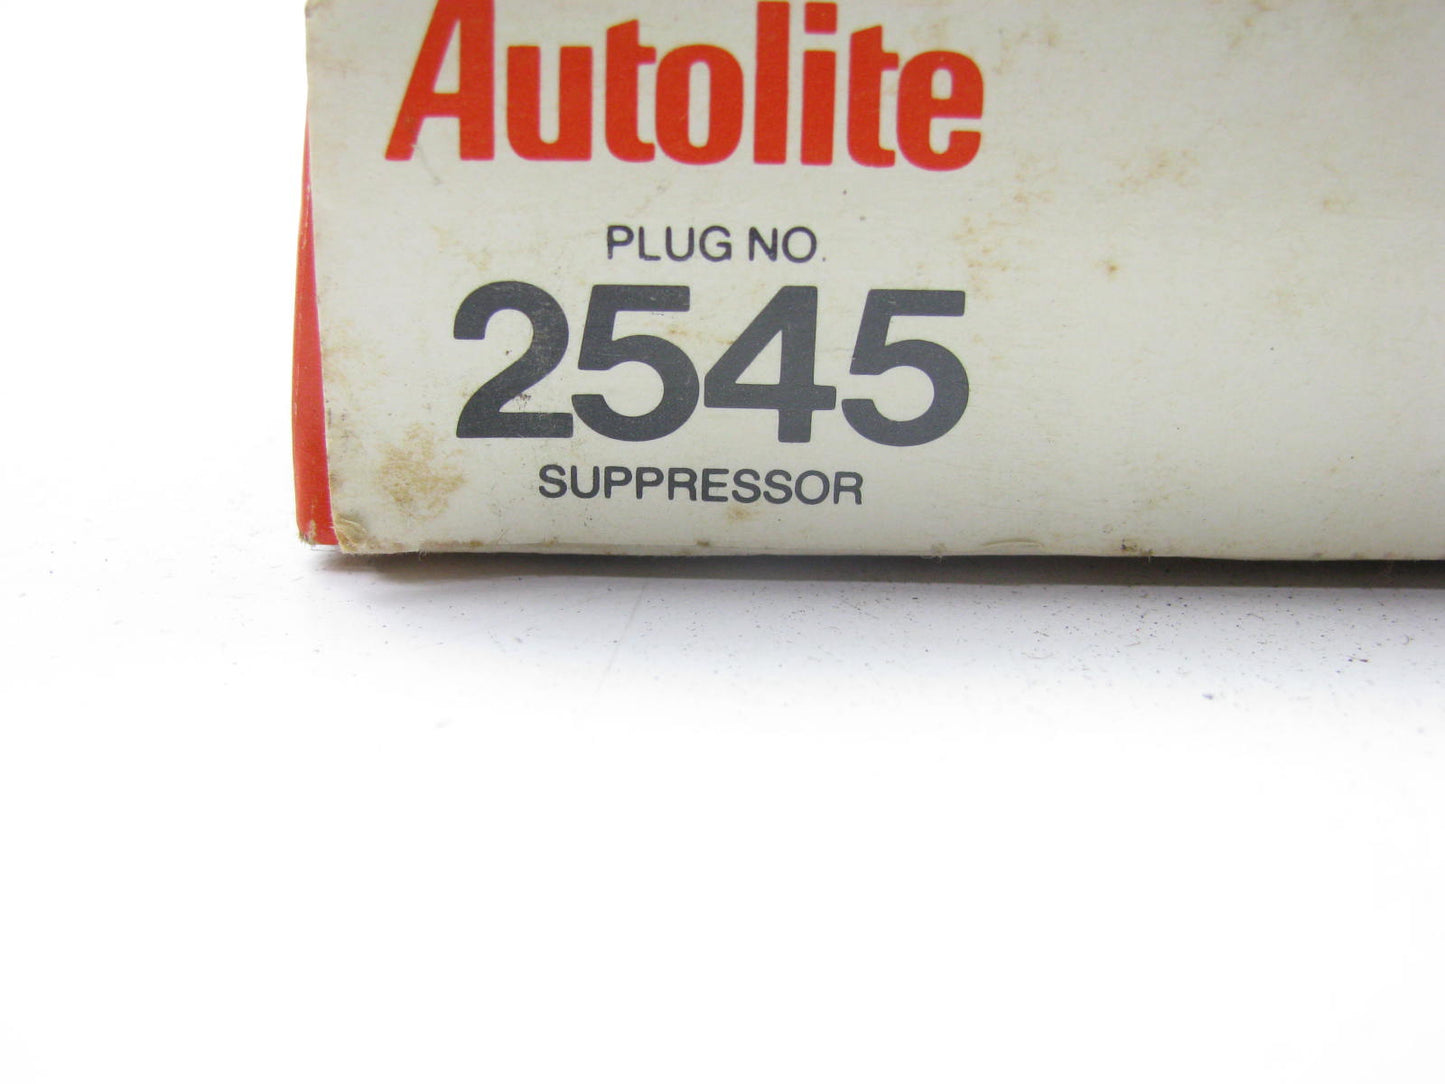 Autolite
PLUG NO.
2545
SUPPRESSOR